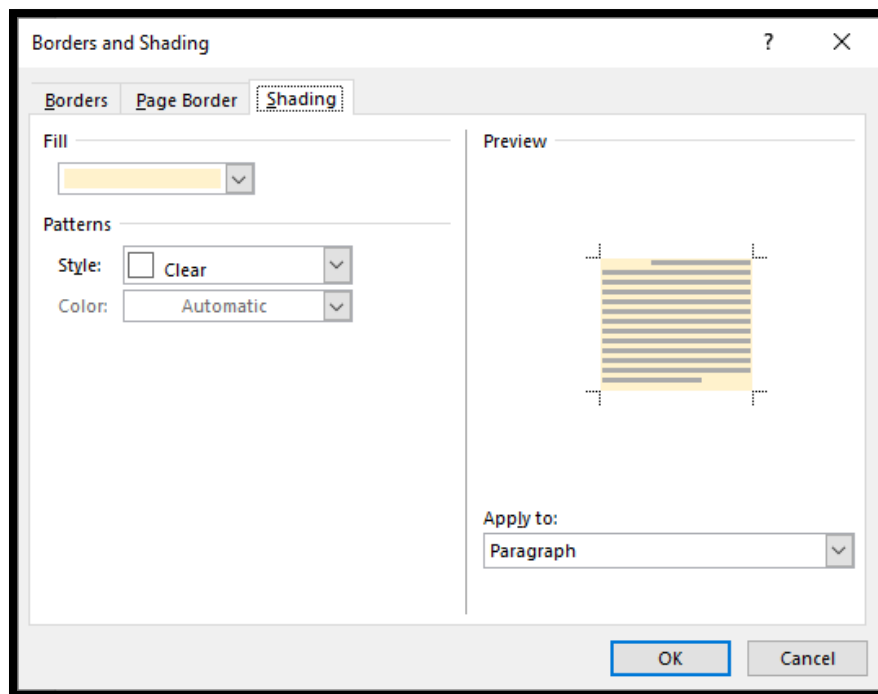 Borders and Shading ?
Borders Page Border Shading
Fill
Patterns
Style: Clear
Color: Automatic
Preview
Apply to:
Paragraph
OK Cancel